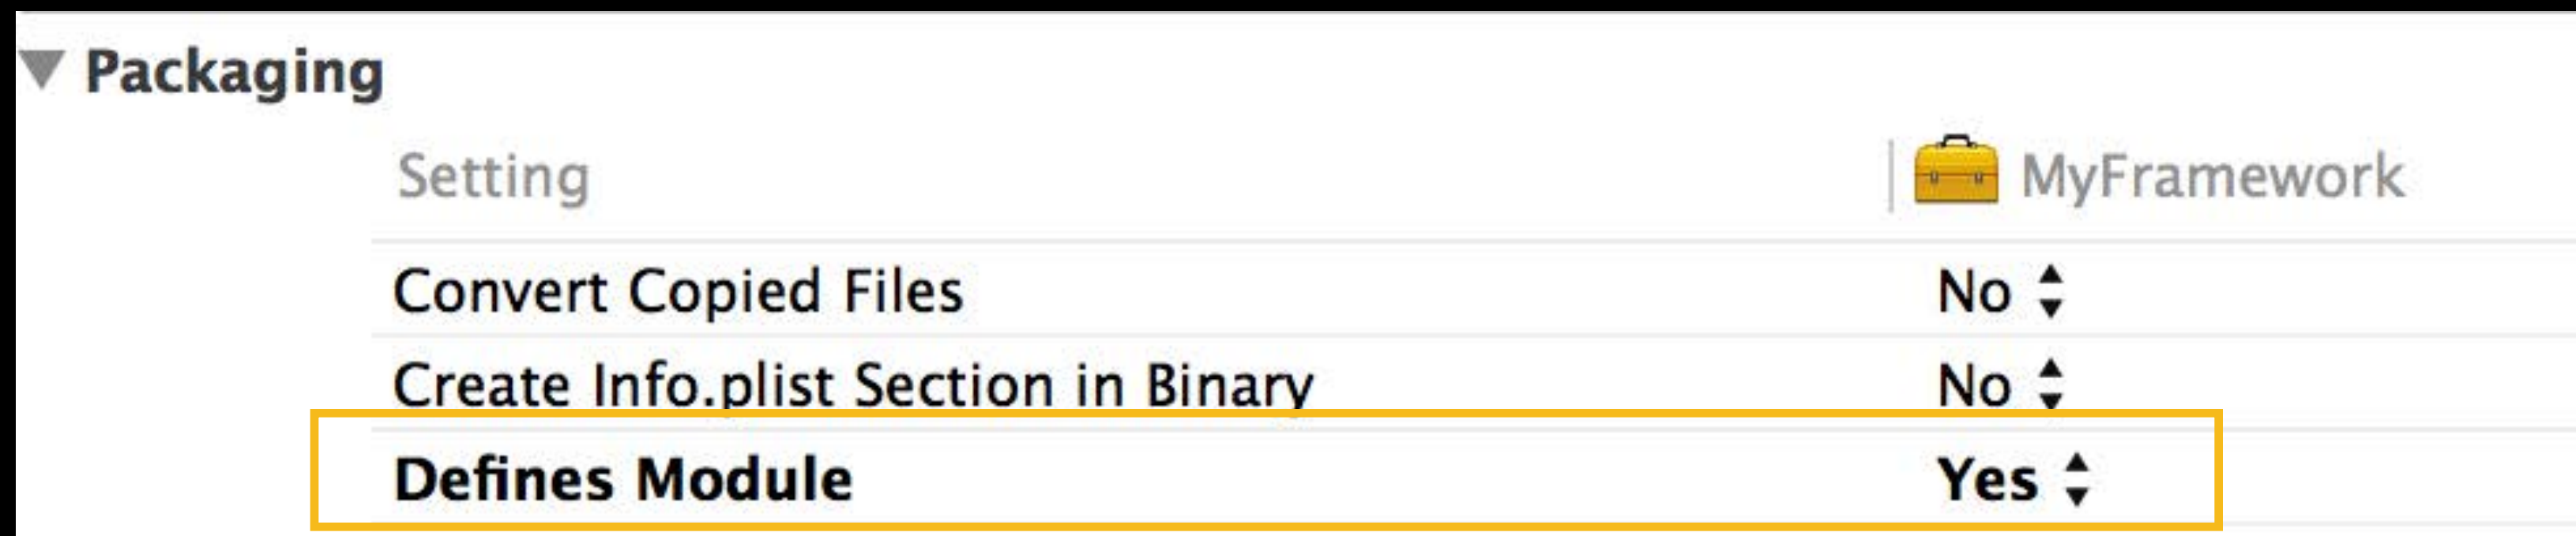 Packaging
Setting MyFramework
Convert Copied Files No
Create Info.plist Section in Binary No
Defines Module Yes